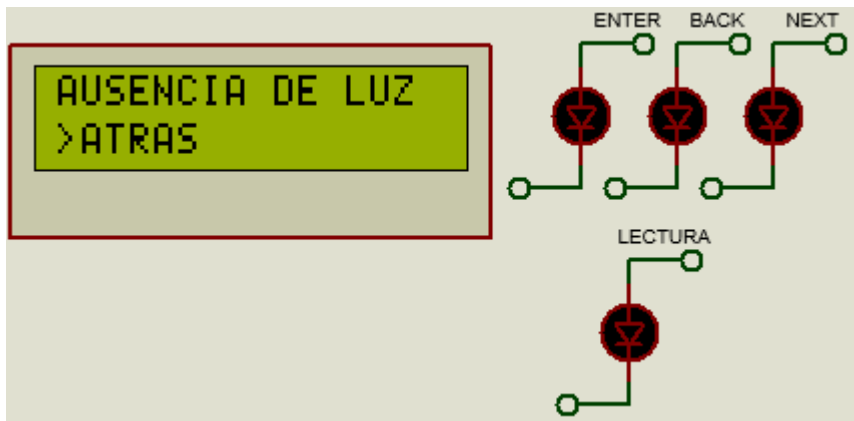 ENTER BACK NEXT
AUSENCIA DE LUZ
>ATRAS
LECTURA